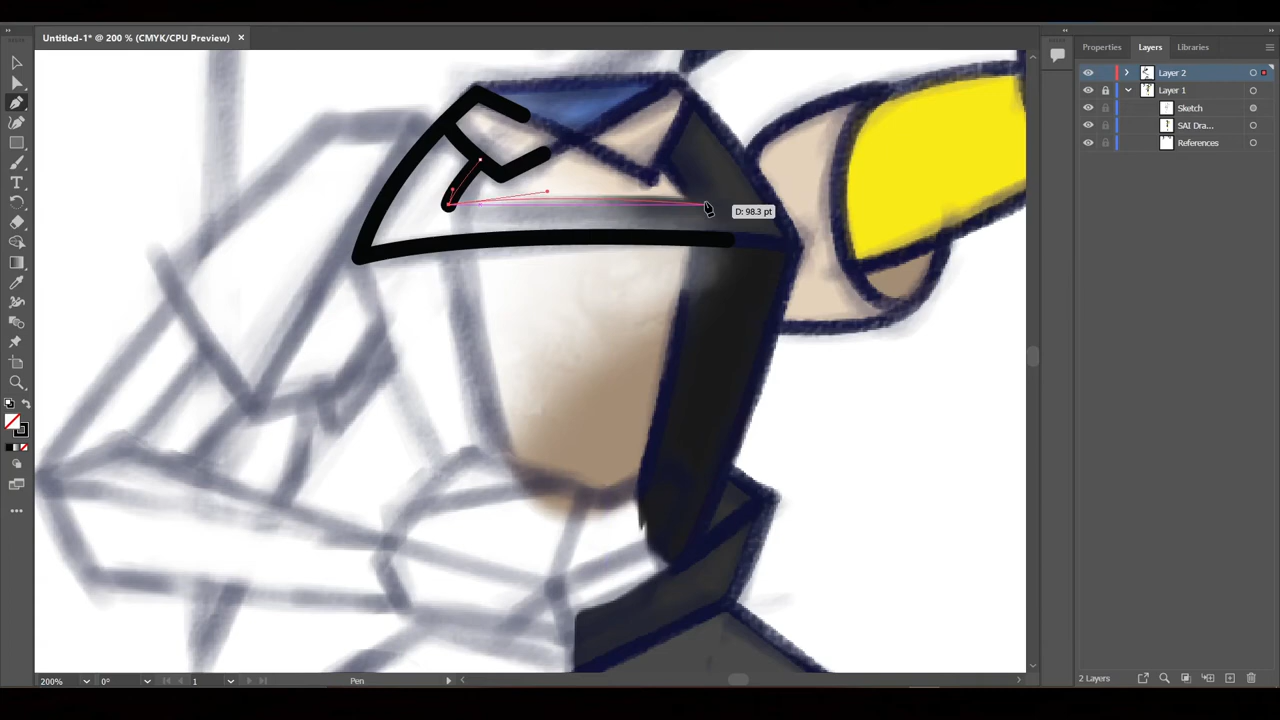 Untitled-1* @ 200 % (CMYK/CPU Preview)
Properties
Layers
Libraries
Layer 2
Layer 1
Sketch
SAI Dra...
References
D: 98.3 pt
200%
0°
1
Pen
2 Layers